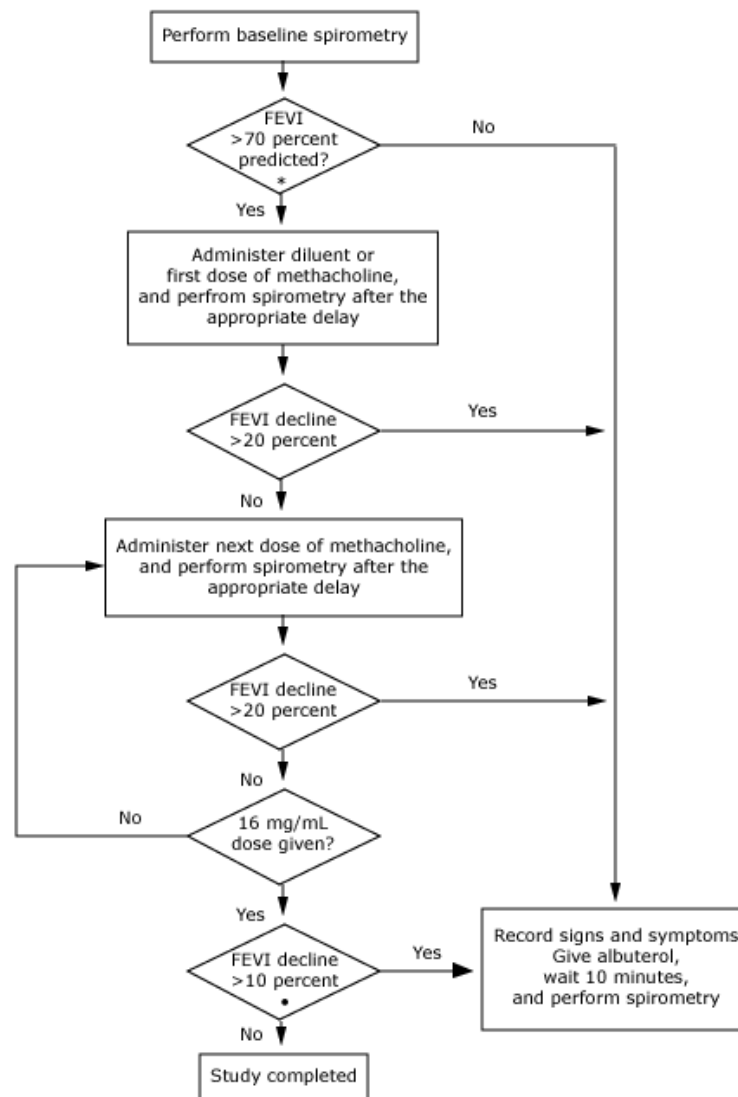 Perform baseline spirometry
FEVI
>70 percent
predicted?
*
No
Yes
Administer diluent or
first dose of methacholine,
and perfrom spirometry after the
appropriate delay
FEVI decline
>20 percent
Yes
No
Administer next dose of methacholine,
and perform spirometry after the
appropriate delay
FEVI decline
>20 percent
Yes
No
No
16 mg/mL
dose given?
Yes
FEVI decline
>10 percent
•
Yes
Record signs and symptoms
Give albuterol,
wait 10 minutes,
and perform spirometry
No
Study completed